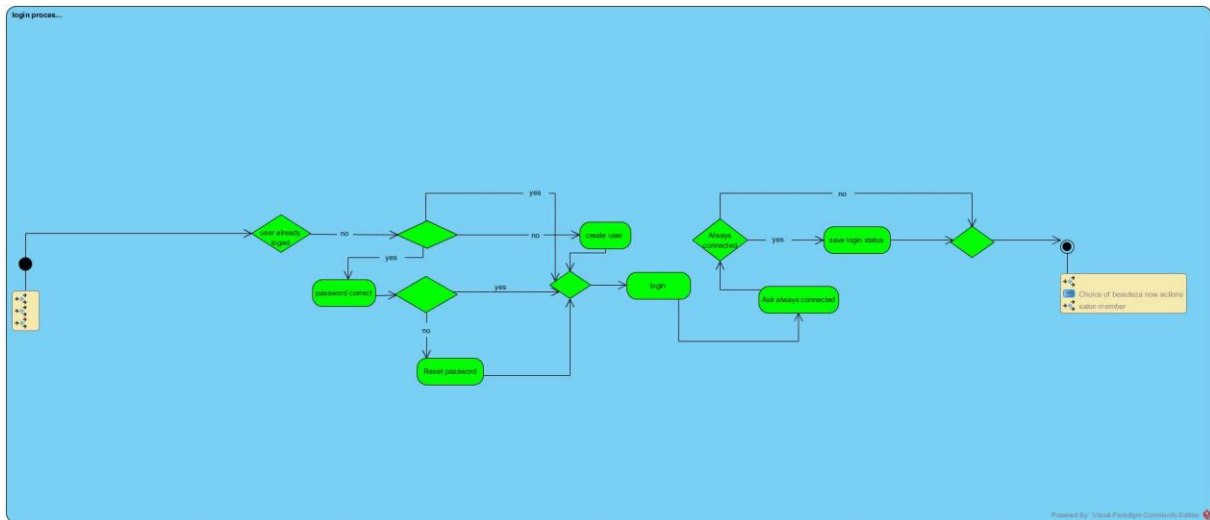 login proces...
yes
no
user already
loged
no
no
create user
Always
connected
yes
save login status
yes
password correct
yes
login
Ask always connected
Choice of beauteza now actions
salon member
no
Reset password
Powered By Visual Paradigm Community Edition